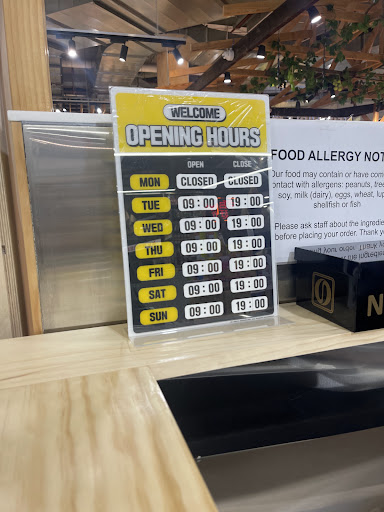 WELCOME
OPENING HOURS
OPEN CLOSE
MON CLOSED CLOSED
TUE 09:00 19:00
WED 09:00 19:00
THU 09:00 19:00
FRI 09:00 19:00
SAT 09:00 19:00
SUN 09:00 19:00
FOOD ALLERGY NOT
Our food may contain or have com
ontact with allergens: peanuts, tree
soy, milk (dairy), eggs, wheat, lup
shellfish or fish
Please ask staff about the ingredie
before placing your order. Thank y
N